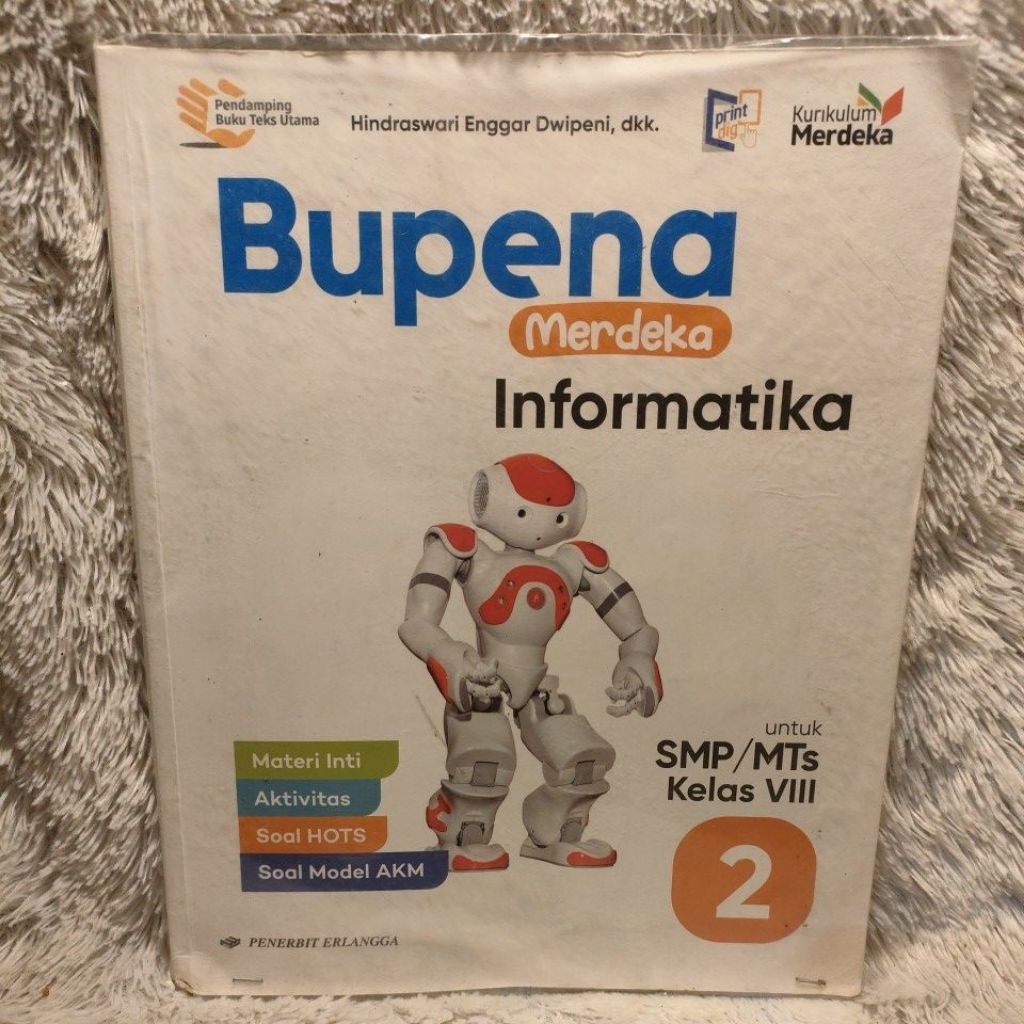 Pendamping
Buku Teks Utama
Hindraswari Enggar Dwipeni, dkk.
print
dig
Kurikulum
Merdeka
Bupena
Merdeka
Informatika
untuk
SMP/MTs
Kelas VIII
2
Materi Inti
Aktivitas
Soal HOTS
Soal Model AKM
PENERBIT ERLANGGA